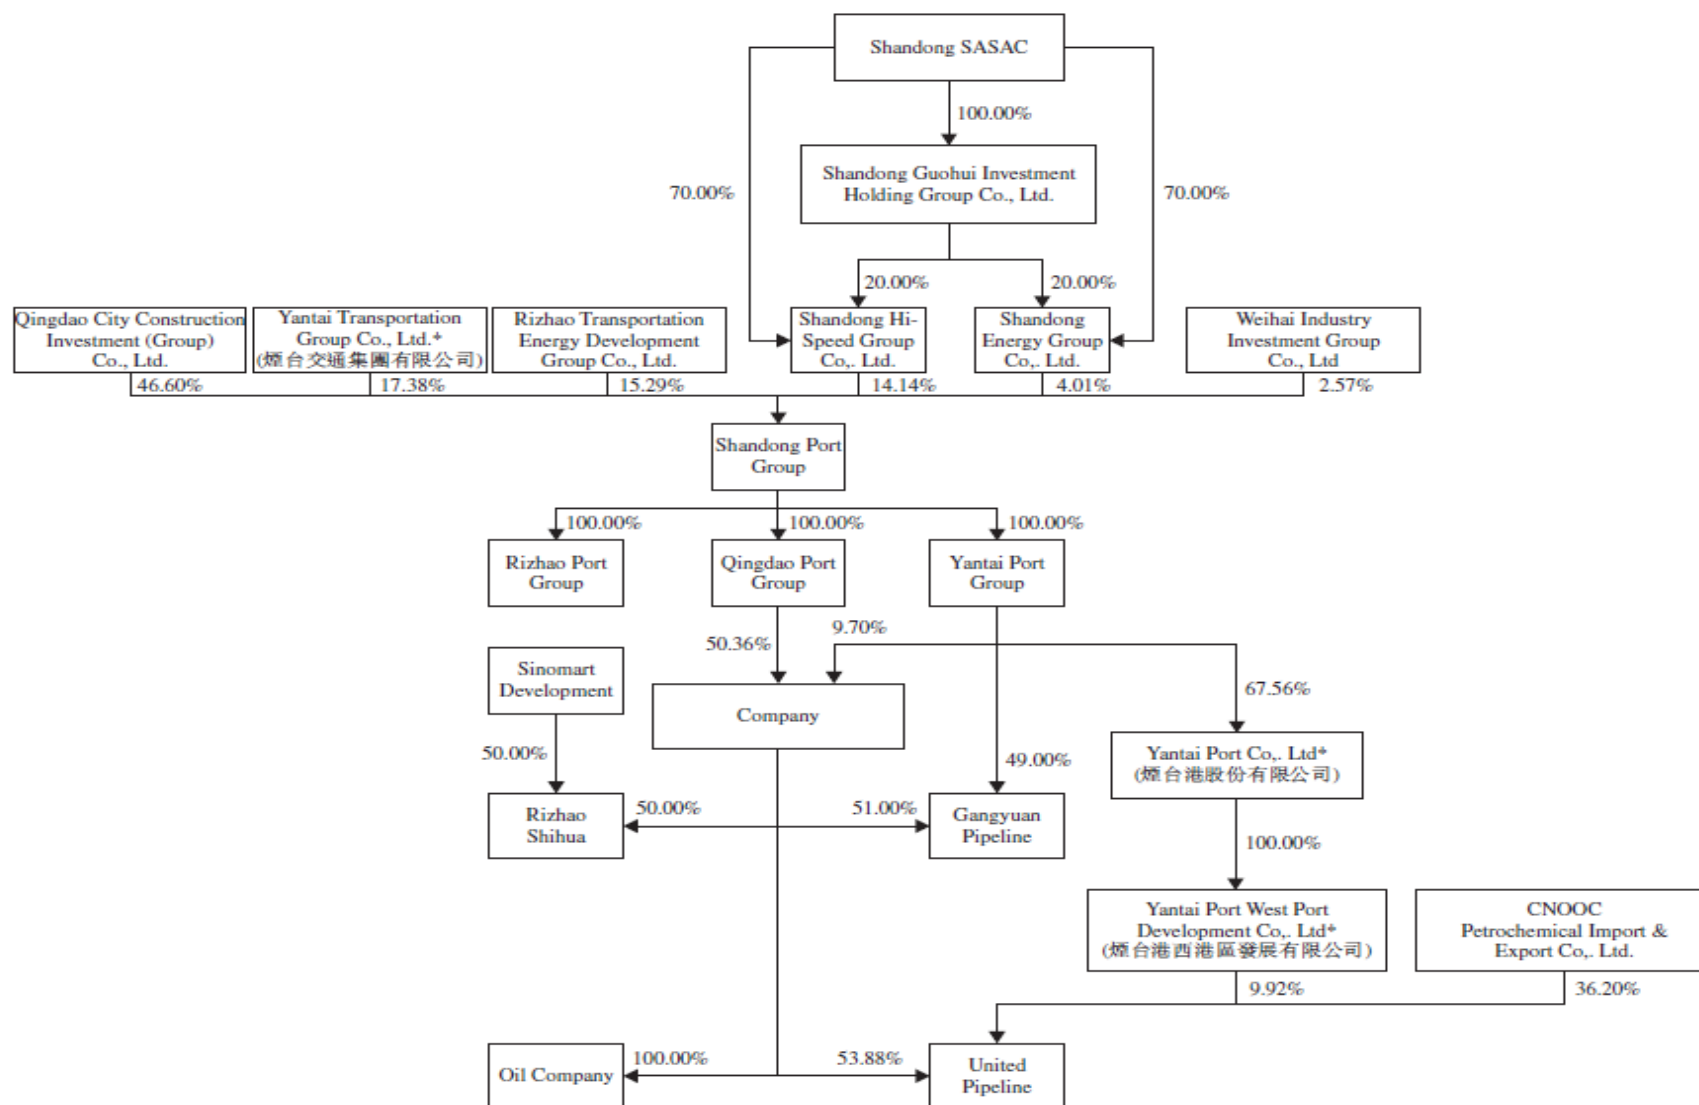 Shandong SASAC
100.00%
Shandong Guohui Investment
Holding Group Co., Ltd.
70.00%
70.00%
20.00%
20.00%
Qingdao City Construction
Investment (Group)
Co., Ltd.
Yantai Transportation
Group Co., Ltd.*
(煙台交通集團有限公司)
Rizhao Transportation
Energy Development
Group Co., Ltd.
Shandong Hi-
Speed Group
Co,. Ltd.
Shandong
Energy Group
Co,. Ltd.
Weihai Industry
Investment Group
Co., Ltd
46.60%
17.38%
15.29%
14.14%
4.01%
2.57%
Shandong Port
Group
100.00%
100.00%
100.00%
Rizhao Port
Group
Qingdao Port
Group
Yantai Port
Group
50.36%
9.70%
Sinomart
Development
67.56%
Company
50.00%
49.00%
Yantai Port Co,. Ltd*
(煙台港股份有限公司)
Rizhao
Shihua
50.00%
51.00%
Gangyuan
Pipeline
100.00%
Yantai Port West Port
Development Co,. Ltd*
(煙台港西港區發展有限公司)
CNOOC
Petrochemical Import &
Export Co,. Ltd.
9.92%
36.20%
Oil Company
100.00%
53.88%
United
Pipeline